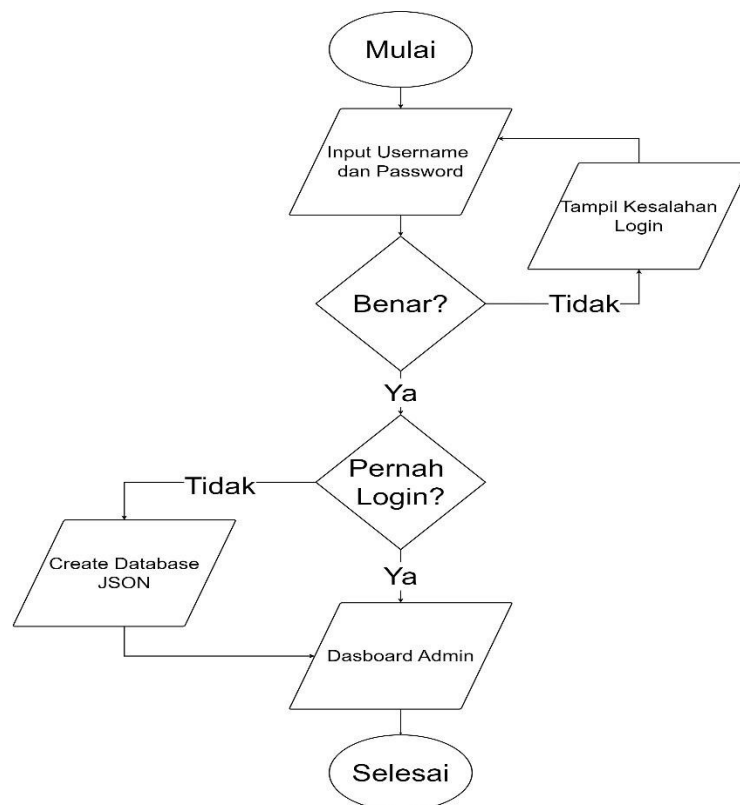 Mulai
Input Username
dan Password
Tampil Kesalahan
Login
Benar?
Tidak
Ya
Pernah
Login?
Tidak
Create Database
JSON
Ya
Dasboard Admin
Selesai